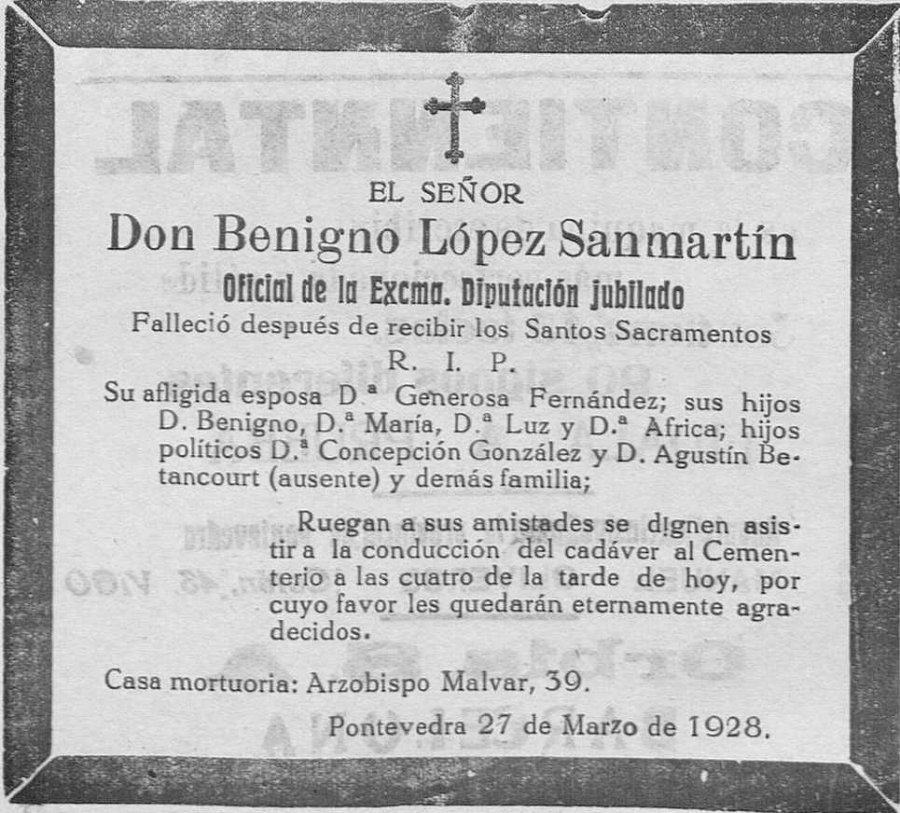 EL SEÑOR
Don Benigno López Sanmartín
Oficial de la Excma. Diputación jubilado
Falleció después de recibir los Santos Sacramentos
R. I. P.
Su afligida esposa D.ª Generosa Fernández; sus hijos
D. Benigno, D.ª María, D.ª Luz y D.ª Africa; hijos
políticos D.ª Concepción González y D. Agustín Be-
tancourt (ausente) y demás familia;
Ruegan a sus amistades se dignen asis-
tir a la conducción del cadáver al Cemen-
terio a las cuatro de la tarde de hoy, por
cuyo favor les quedarán eternamente agra-
decidos.
Casa mortuoria: Arzobispo Malvar, 39.
Pontevedra 27 de Marzo de 1928.